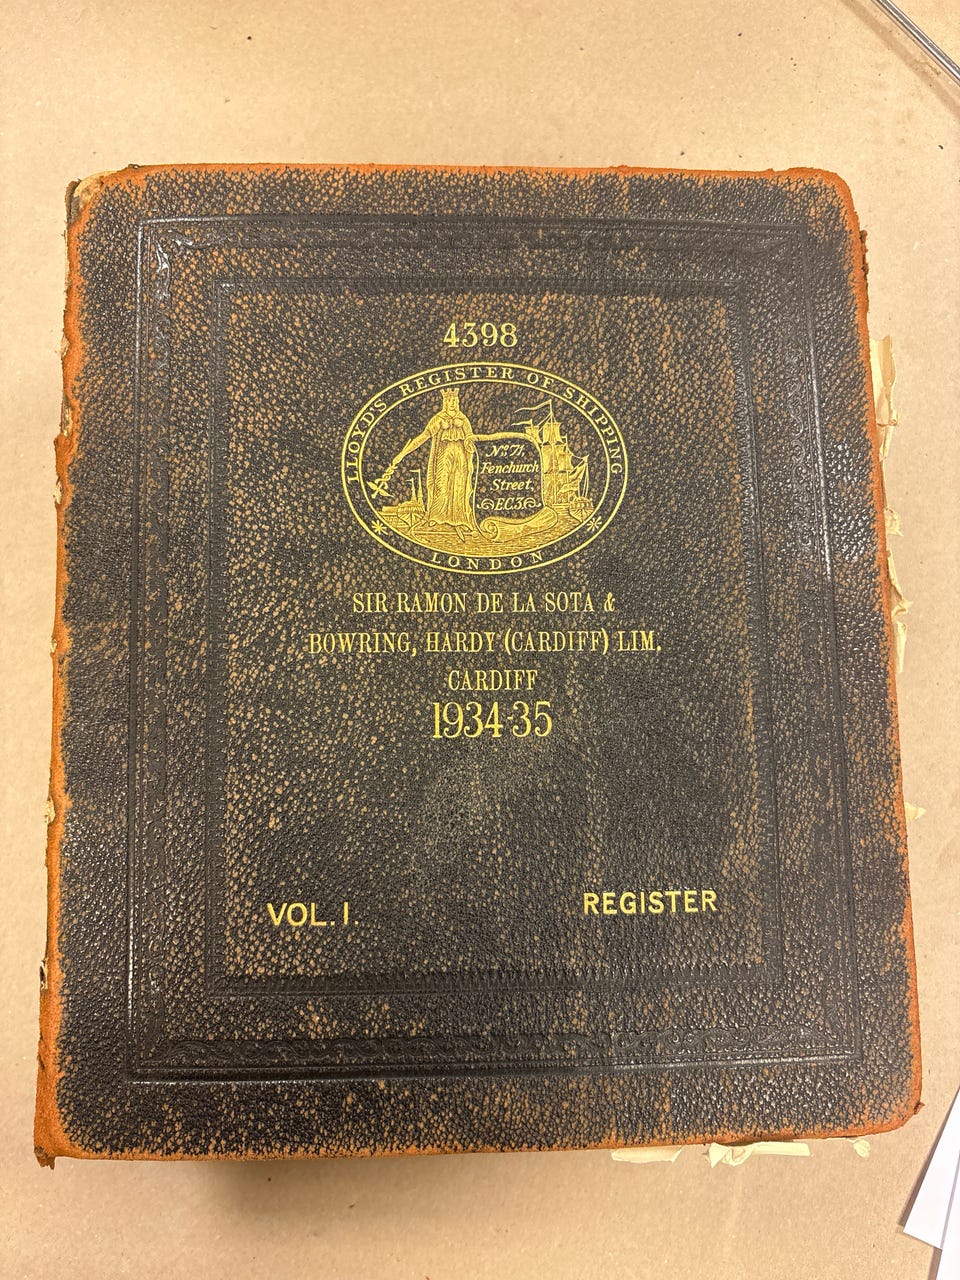 4398
LLOYD'S REGISTER OF SHIPPING
Nº 71,
Fenchurch
Street,
E.C.3.
LONDON
SIR RAMON DE LA SOTA &
BOWRING, HARDY (CARDIFF) LIM.
CARDIFF
1934-35
VOL. I. REGISTER